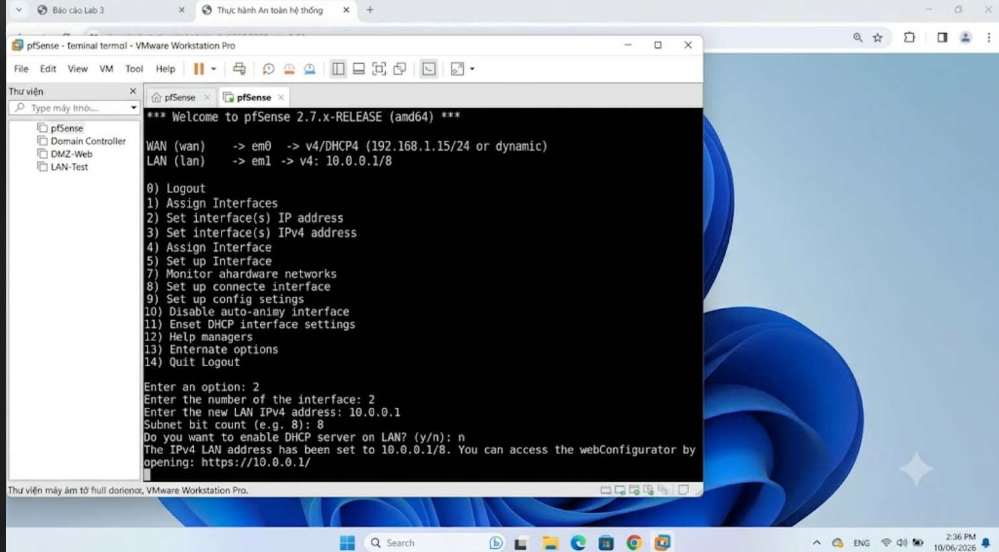 Báo cáo Lab 3
Thực hành An toàn hệ thống
pfSense - teminal termal - VMware Workstation Pro
File Edit View VM Tool Help
Thư viện
Type máy
pfSense
Domain Controller
DMZ-Web
LAN-Test
pfSense pfSense
*** Welcome to pfSense 2.7.x-RELEASE (amd64) ***
WAN (wan) -> em0 -> v4/DHCP4 (192.168.1.15/24 or dynamic)
LAN (lan) -> em1 -> v4: 10.0.0.1/8
0) Logout
1) Assign Interfaces
2) Set interface(s) IP address
3) Set interface(s) IPv4 address
4) Assign Interface
5) Set up Interface
7) Monitor ahardware networks
8) Set up connecte interface
9) Set up config setings
10) Disable auto-animy interface
11) Enset DHCP interface settings
12) Help managers
13) Enternate options
14) Quit Logout
Enter an option: 2
Enter the number of the interface: 2
Enter the new LAN IPv4 address: 10.0.0.1
Subnet bit count (e.g. 8): 8
Do you want to enable DHCP server on LAN? (y/n): n
The IPv4 LAN address has been set to 10.0.0.1/8. You can access the webConfigurator by
opening: https://10.0.0.1/
Thư viện máy ám tở, VMware Workstation Pro.
Search
ENG
2:36 PM
10/06/2026